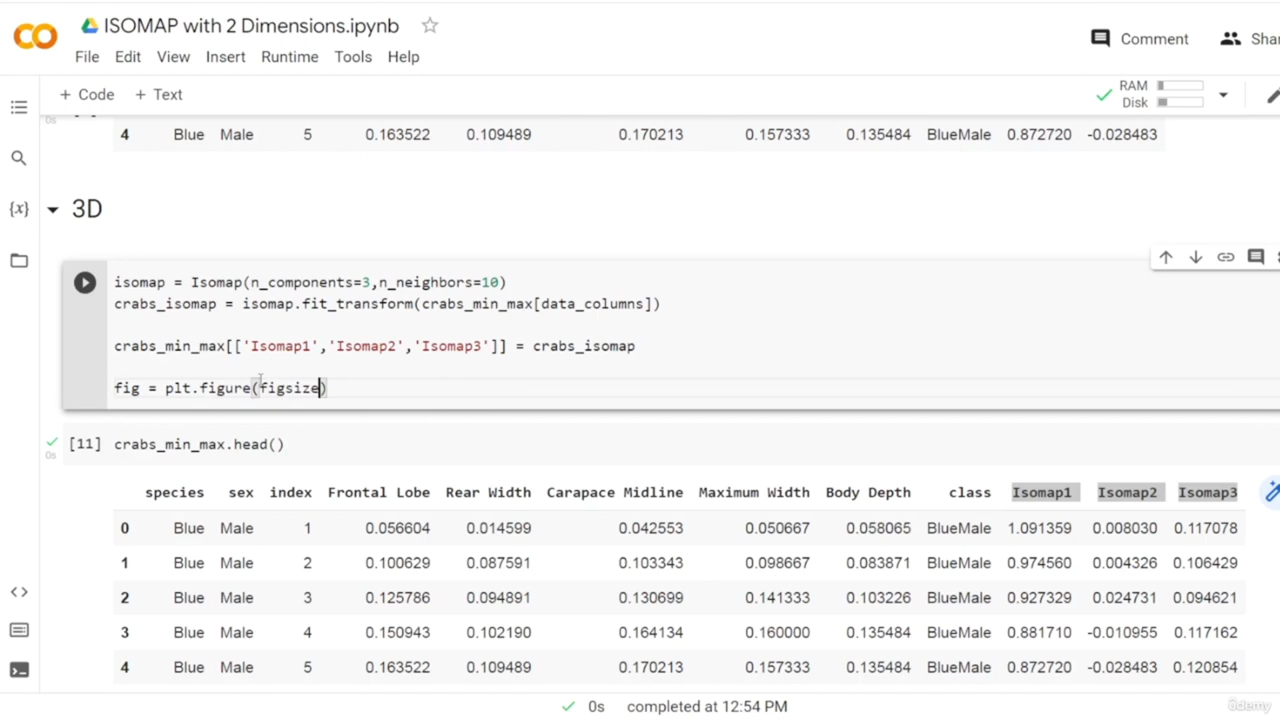 ISOMAP with 2 Dimensions.ipynb
Comment
File Edit View Insert Runtime Tools Help
+ Code + Text
RAM
Disk
4 Blue Male 5 0.163522 0.109489 0.170213 0.157333 0.135484 BlueMale 0.872720 -0.028483
{x}
3D
isomap = Isomap(n_components=3,n_neighbors=10)
crabs_isomap = isomap.fit_transform(crabs_min_max[data_columns])
crabs_min_max[['Isomap1','Isomap2','Isomap3']] = crabs_isomap
fig = plt.figure(figsize)
[11] crabs_min_max.head()
0s
species sex index Frontal Lobe Rear Width Carapace Midline Maximum Width Body Depth class Isomap1 Isomap2 Isomap3
0 Blue Male 1 0.056604 0.014599 0.042553 0.050667 0.058065 BlueMale 1.091359 0.008030 0.117078
1 Blue Male 2 0.100629 0.087591 0.103343 0.098667 0.083871 BlueMale 0.974560 0.004326 0.106429
2 Blue Male 3 0.125786 0.094891 0.130699 0.141333 0.103226 BlueMale 0.927329 0.024731 0.094621
3 Blue Male 4 0.150943 0.102190 0.164134 0.160000 0.135484 BlueMale 0.881710 -0.010955 0.117162
4 Blue Male 5 0.163522 0.109489 0.170213 0.157333 0.135484 BlueMale 0.872720 -0.028483 0.120854
0s completed at 12:54 PM
Udemy